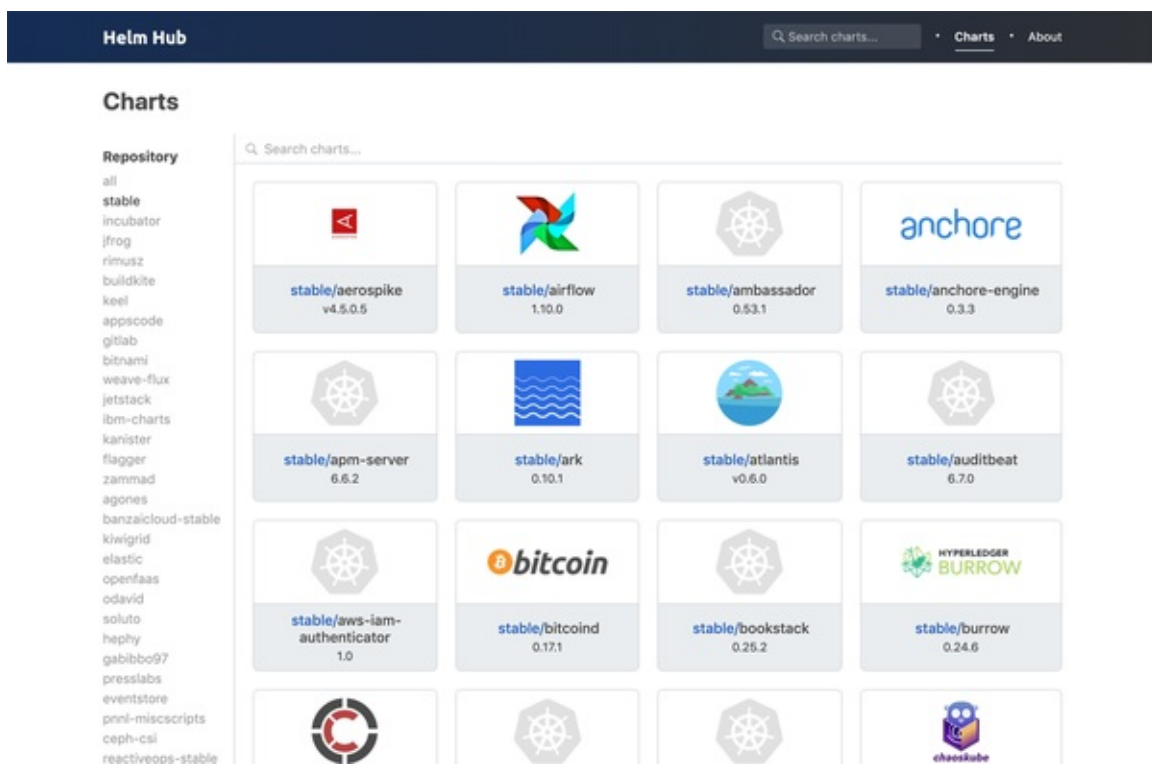 Helm Hub
Search charts...
Charts
About
Charts
Repository
all
stable
incubator
jfrog
rimusz
buildkite
keel
appscode
gitlab
bitnami
weave-flux
jetstack
ibm-charts
kanister
flagger
zammad
agones
banzaicloud-stable
kiwigrid
elastic
openfaas
odavid
soluto
hephy
gabibbo97
presslabs
eventstore
pnnl-miscscripts
ceph-csi
reactiveops-stable
Search charts...
stable/aerospike
v4.5.0.5
stable/airflow
1.10.0
stable/ambassador
0.53.1
anchore
stable/anchore-engine
0.3.3
stable/apm-server
6.6.2
stable/ark
0.10.1
stable/atlantis
v0.6.0
stable/auditbeat
6.7.0
stable/aws-iam-
authenticator
1.0
bitcoin
stable/bitcoind
0.17.1
stable/bookstack
0.25.2
HYPERLEDGER
BURROW
stable/burrow
0.24.6
chaoskube